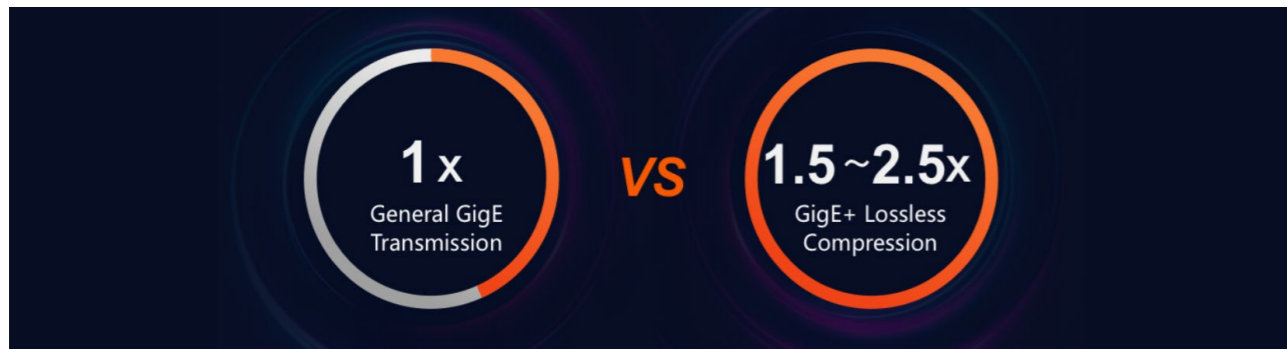 1x
General GigE
Transmission
VS
1.5~2.5x
GigE+ Lossless
Compression